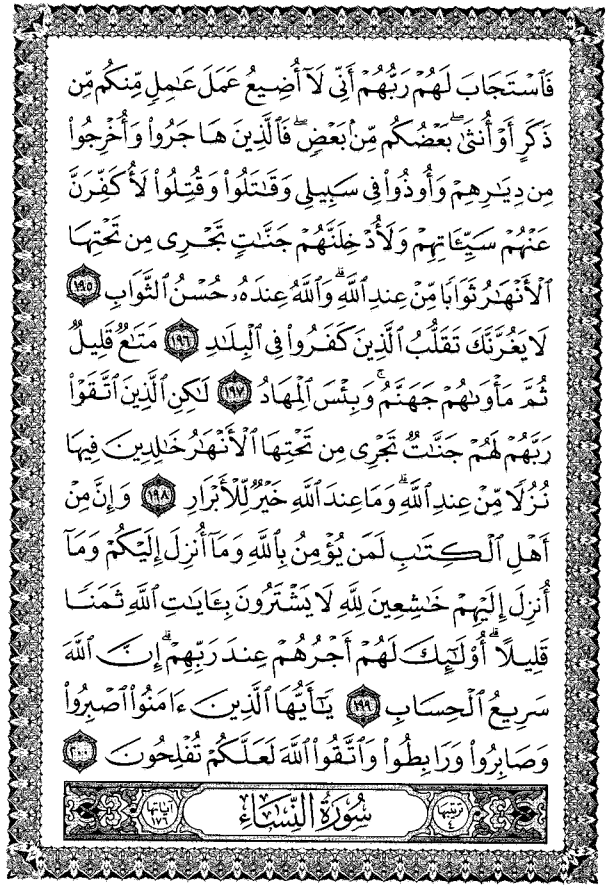 فَٱسْتَجَابَ لَهُمْ رَبُّهُمْ أَنِّى لَآ أُضِيعُ عَمَلَ عَٰمِلٍ مِّنكُم مِّن
ذَكَرٍ أَوْ أُنثَىٰ ۖ بَعْضُكُم مِّنۢ بَعْضٍ ۖ فَٱلَّذِينَ هَاجَرُوا۟ وَأُخْرِجُوا۟
مِن دِيَٰرِهِمْ وَأُوذُوا۟ فِى سَبِيلِى وَقَٰتَلُوا۟ وَقُتِلُوا۟ لَأُكَفِّرَنَّ
عَنْهُمْ سَيِّـَٔاتِهِمْ وَلَأُدْخِلَنَّهُمْ جَنَّٰتٍ تَجْرِى مِن تَحْتِهَا
ٱلْأَنْهَٰرُ ثَوَابًا مِّنْ عِندِ ٱللَّهِ ۗ وَٱللَّهُ عِندَهُۥ حُسْنُ ٱلثَّوَابِ ١٩٥
لَا يَغُرَّنَّكَ تَقَلُّبُ ٱلَّذِينَ كَفَرُوا۟ فِى ٱلْبِلَٰدِ ١٩٦ مَتَٰعٌ قَلِيلٌ
ثُمَّ مَأْوَىٰهُمْ جَهَنَّمُ ۚ وَبِئْسَ ٱلْمِهَادُ ١٩٧ لَٰكِنِ ٱلَّذِينَ ٱتَّقَوْا۟
رَبَّهُمْ لَهُمْ جَنَّٰتٌ تَجْرِى مِن تَحْتِهَا ٱلْأَنْهَٰرُ خَٰلِدِينَ فِيهَا
نُزُلًا مِّنْ عِندِ ٱللَّهِ ۗ وَمَا عِندَ ٱللَّهِ خَيْرٌ لِّلْأَبْرَارِ ١٩٨ وَإِنَّ مِنْ
أَهْلِ ٱلْكِتَٰبِ لَمَن يُؤْمِنُ بِٱللَّهِ وَمَآ أُنزِلَ إِلَيْكُمْ وَمَآ
أُنزِلَ إِلَيْهِمْ خَٰشِعِينَ لِلَّهِ لَا يَشْتَرُونَ بِـَٔايَٰتِ ٱللَّهِ ثَمَنًا
قَلِيلًا ۗ أُو۟لَٰٓئِكَ لَهُمْ أَجْرُهُمْ عِندَ رَبِّهِمْ ۗ إِنَّ ٱللَّهَ
سَرِيعُ ٱلْحِسَابِ ١٩٩ يَٰٓأَيُّهَا ٱلَّذِينَ ءَامَنُوا۟ ٱصْبِرُوا۟
وَصَابِرُوا۟ وَرَابِطُوا۟ وَٱتَّقُوا۟ ٱللَّهَ لَعَلَّكُمْ تُفْلِحُونَ ٢٠٠
ترتيبها ٤ سُورَةُ النِّسَاءِ آياتها ١٧٦